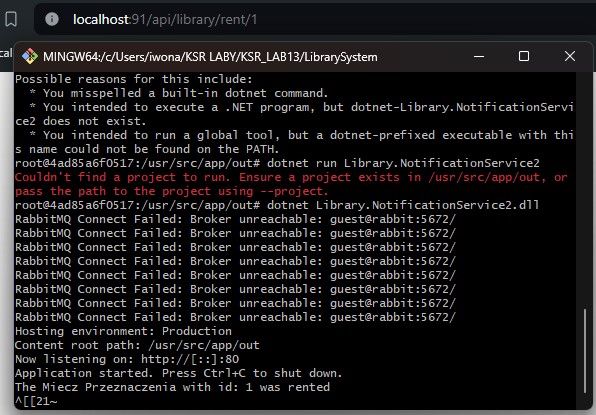 localhost:91/api/library/rent/1
cal
MINGW64:/c/Users/iwona/KSR LABY/KSR_LAB13/LibrarySystem
Possible reasons for this include:
* You misspelled a built-in dotnet command.
* You intended to execute a .NET program, but dotnet-Library.NotificationServi
ce2 does not exist.
* You intended to run a global tool, but a dotnet-prefixed executable with thi
s name could not be found on the PATH.
root@4ad85a6f0517:/usr/src/app/out# dotnet run Library.NotificationService2
Couldn't find a project to run. Ensure a project exists in /usr/src/app/out, or
pass the path to the project using --project.
root@4ad85a6f0517:/usr/src/app/out# dotnet Library.NotificationService2.dll
RabbitMQ Connect Failed: Broker unreachable: guest@rabbit:5672/
RabbitMQ Connect Failed: Broker unreachable: guest@rabbit:5672/
RabbitMQ Connect Failed: Broker unreachable: guest@rabbit:5672/
RabbitMQ Connect Failed: Broker unreachable: guest@rabbit:5672/
RabbitMQ Connect Failed: Broker unreachable: guest@rabbit:5672/
RabbitMQ Connect Failed: Broker unreachable: guest@rabbit:5672/
RabbitMQ Connect Failed: Broker unreachable: guest@rabbit:5672/
RabbitMQ Connect Failed: Broker unreachable: guest@rabbit:5672/
Hosting environment: Production
Content root path: /usr/src/app/out
Now listening on: http://[::]:80
Application started. Press Ctrl+C to shut down.
The Miecz Przeznaczenia with id: 1 was rented
^[[21~